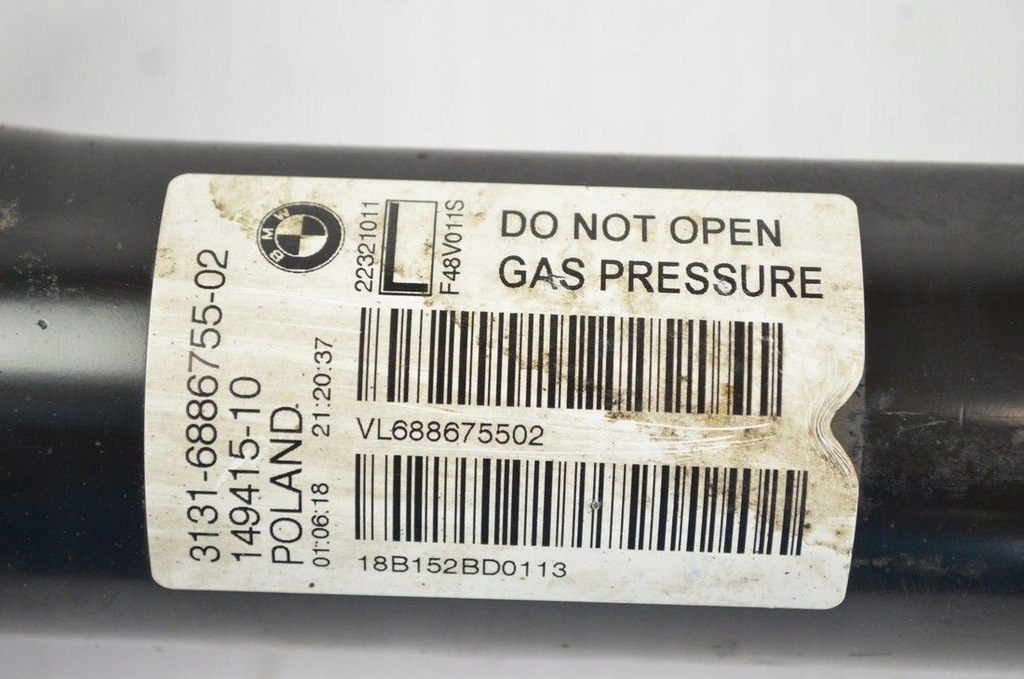 BMW
3131-6886755-02
149415-10
POLAND
01:06:18 21:20:37
22321011
L
F48V011S
DO NOT OPEN
GAS PRESSURE
VL688675502
18B152BD0113